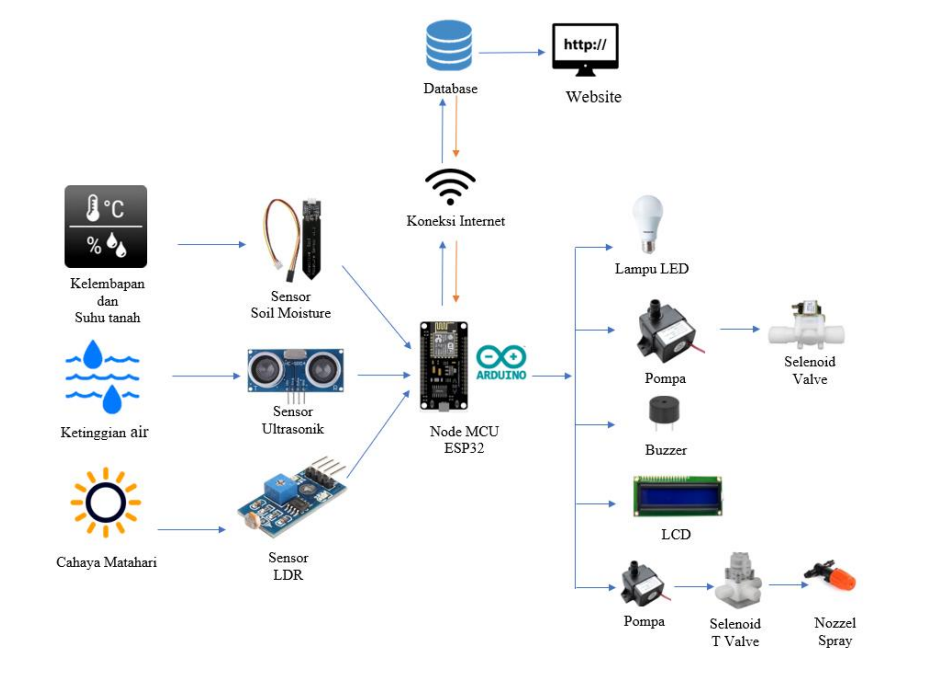 http://
Database
Website
Koneksi Internet
°C
%
Kelembapan
dan
Suhu tanah
Sensor
Soil Moisture
Lampu LED
Pompa
Selenoid
Valve
Ketinggian air
Sensor
Ultrasonik
ARDUINO
Node MCU
ESP32
Buzzer
LCD
Cahaya Matahari
Sensor
LDR
Pompa
Selenoid
T Valve
Nozzel
Spray